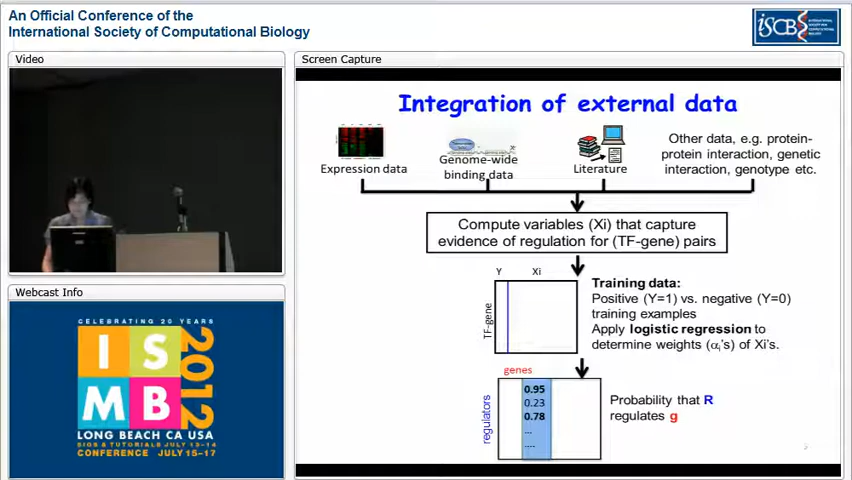 An Official Conference of the
International Society of Computational Biology
iSCB
Video
Screen Capture
Integration of external data
Expression data
Genome-wide
binding data
Literature
Other data, e.g. protein-
protein interaction, genetic
interaction, genotype etc.
Compute variables (Xi) that capture
evidence of regulation for (TF-gene) pairs
Y
Xi
TF-gene
Training data:
Positive (Y=1) vs. negative (Y=0)
training examples
Apply logistic regression to
determine weights (αi's) of Xi's.
genes
regulators
0.95
0.23
0.78
...
....
Probability that R
regulates g
Webcast Info
CELEBRATING 20 YEARS
ISMB
2012
LONG BEACH CA USA
SIGS & TUTORIALS JULY 13-14
CONFERENCE JULY 15-17